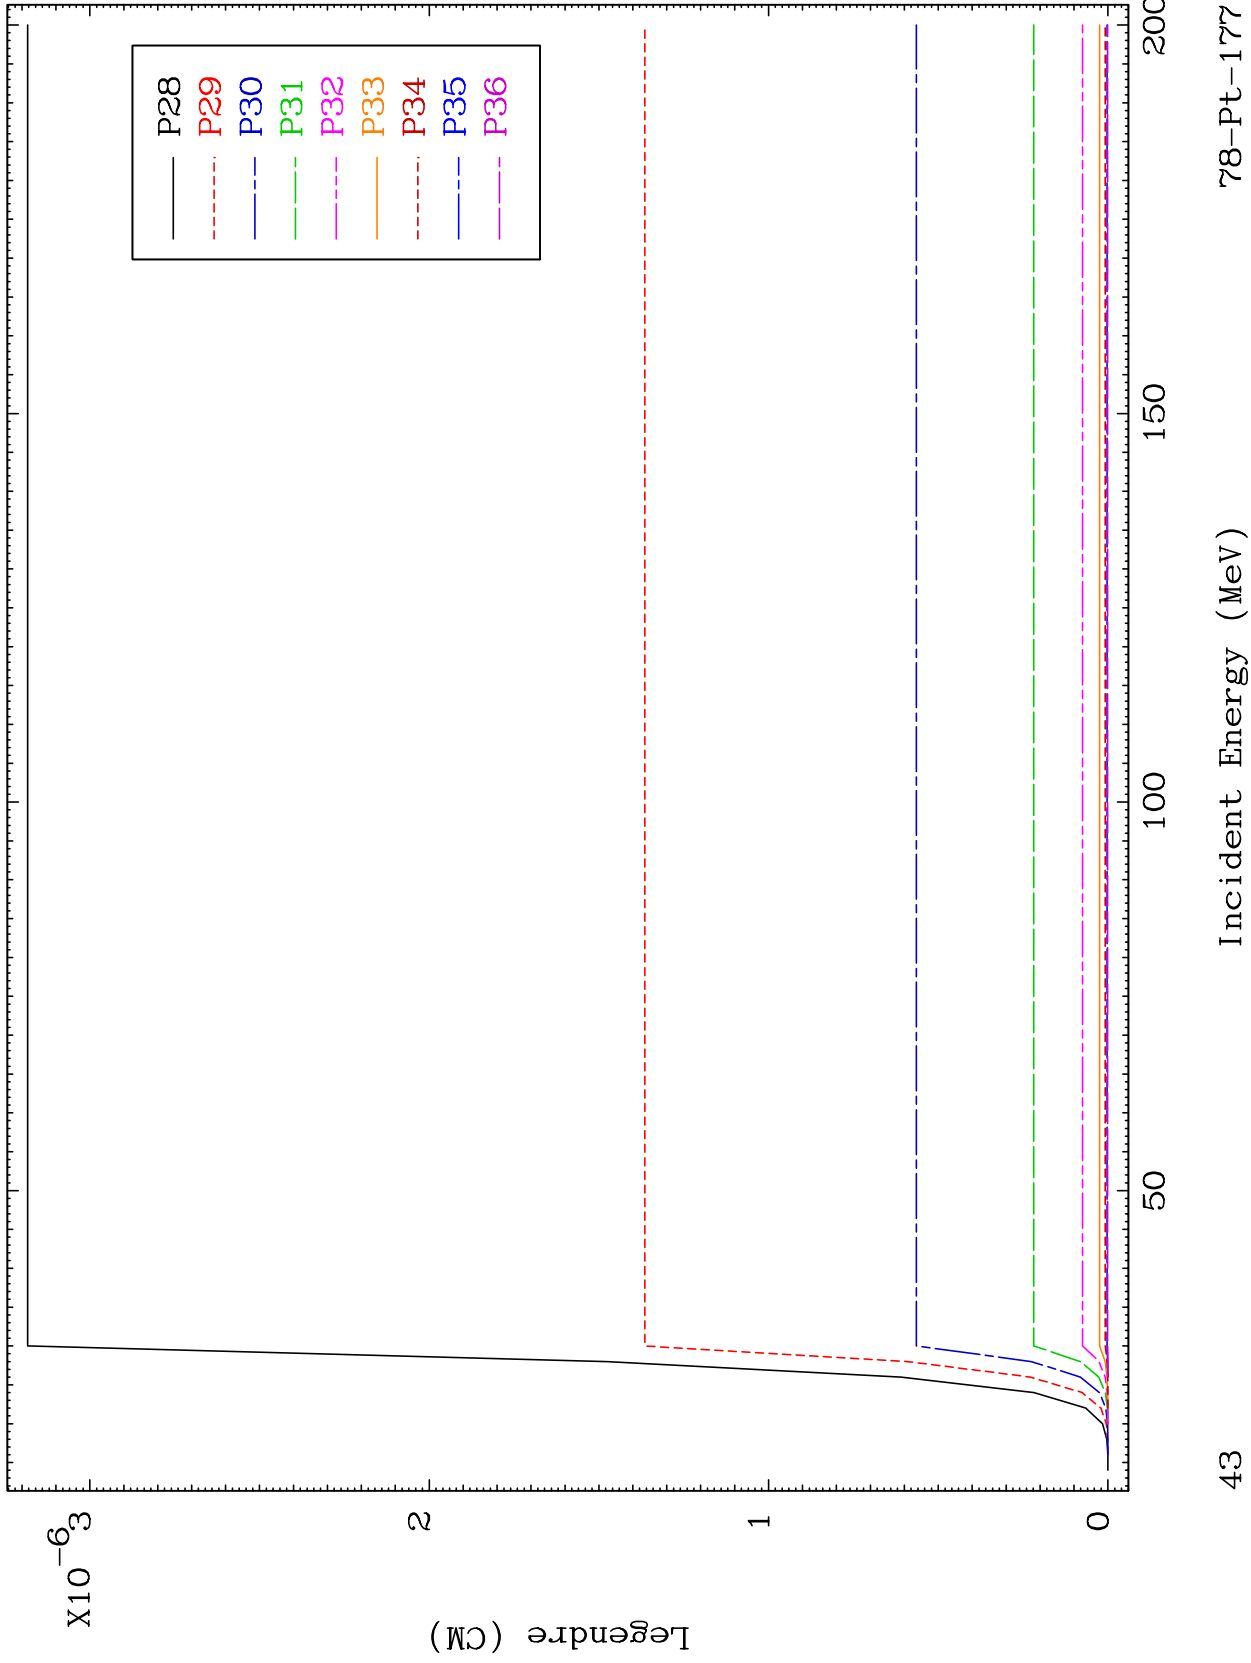 X10−6
3
2
1
0
Legendre (CM)
P28
P29
P30
P31
P32
P33
P34
P35
P36
50
100
150
200
Incident Energy (MeV)
43
78−Pt−177